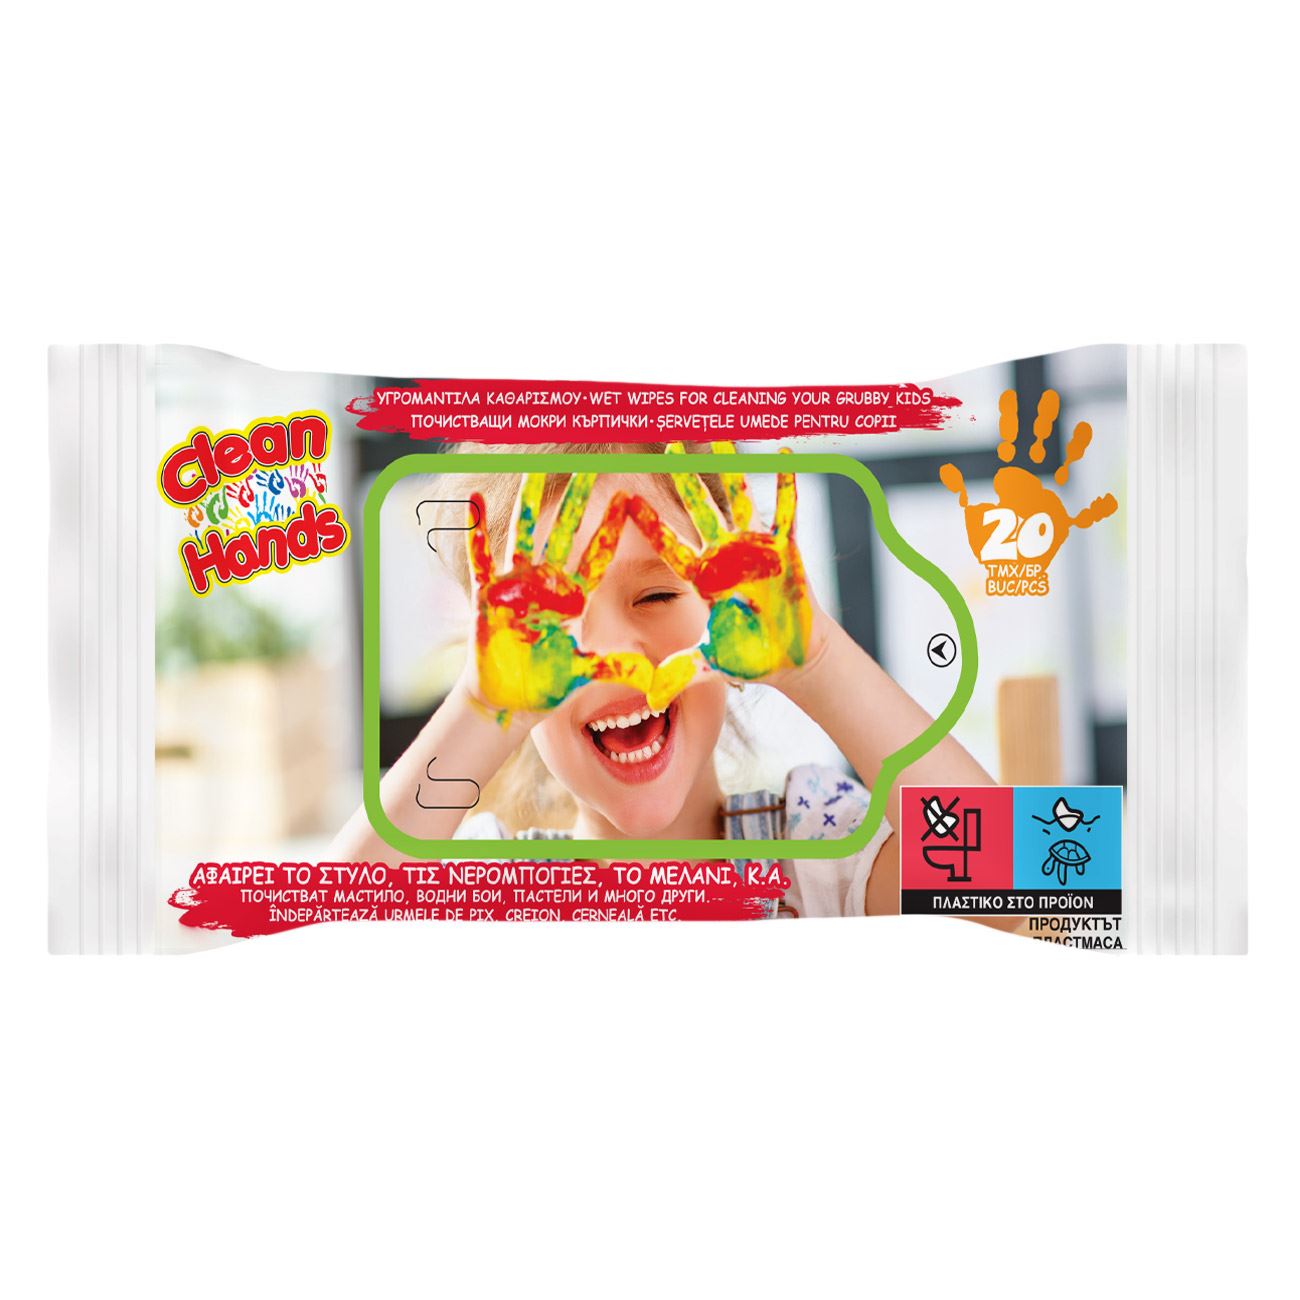 ΥΓΡΟΜΑΝΤΙΛΑ ΚΑΘΑΡΙΣΜΟΥ·WET WIPES FOR CLEANING YOUR GRUBBY KIDS
ПОЧИСТВАЩИ МОКРИ КЪРПИЧКИ·ŞERVEŢELE UMEDE PENTRU COPII
Clean
Hands
20
ΤΜΧ/БР.
BUC/PCS
ΑΦΑΙΡΕΙ ΤΟ ΣΤΥΛΟ, ΤΙΣ ΝΕΡΟΜΠΟΓΙΕΣ, ΤΟ ΜΕΛΑΝΙ, Κ.Α.
ПОЧИСТВАТ МАСТИЛО, ВОДНИ БОИ, ПАСТЕЛИ И МНОГО ДРУГИ.
ÎNDEPĂRTEAZĂ URMELE DE PIX, CREION, CERNEALĂ ETC.
ΠΛΑΣΤΙΚΟ ΣΤΟ ΠΡΟΪΟΝ
ПРОДУКТЪТ
ПЛАСТМАСА